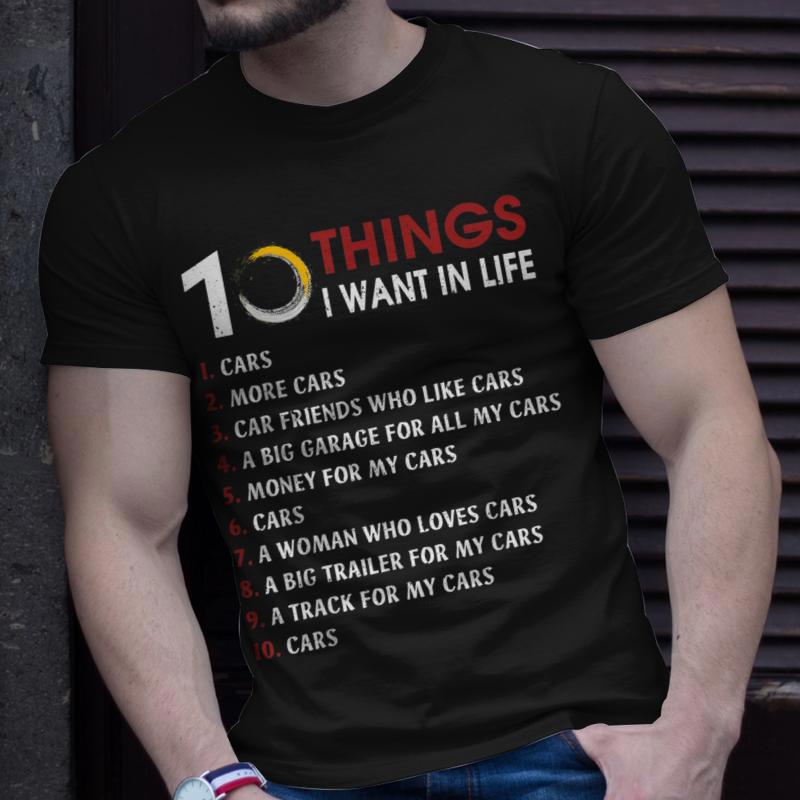 10 THINGS
I WANT IN LIFE
1. CARS
2. MORE CARS
3. CAR FRIENDS WHO LIKE CARS
4. A BIG GARAGE FOR ALL MY CARS
5. MONEY FOR MY CARS
6. CARS
7. A WOMAN WHO LOVES CARS
8. A BIG TRAILER FOR MY CARS
9. A TRACK FOR MY CARS
10. CARS